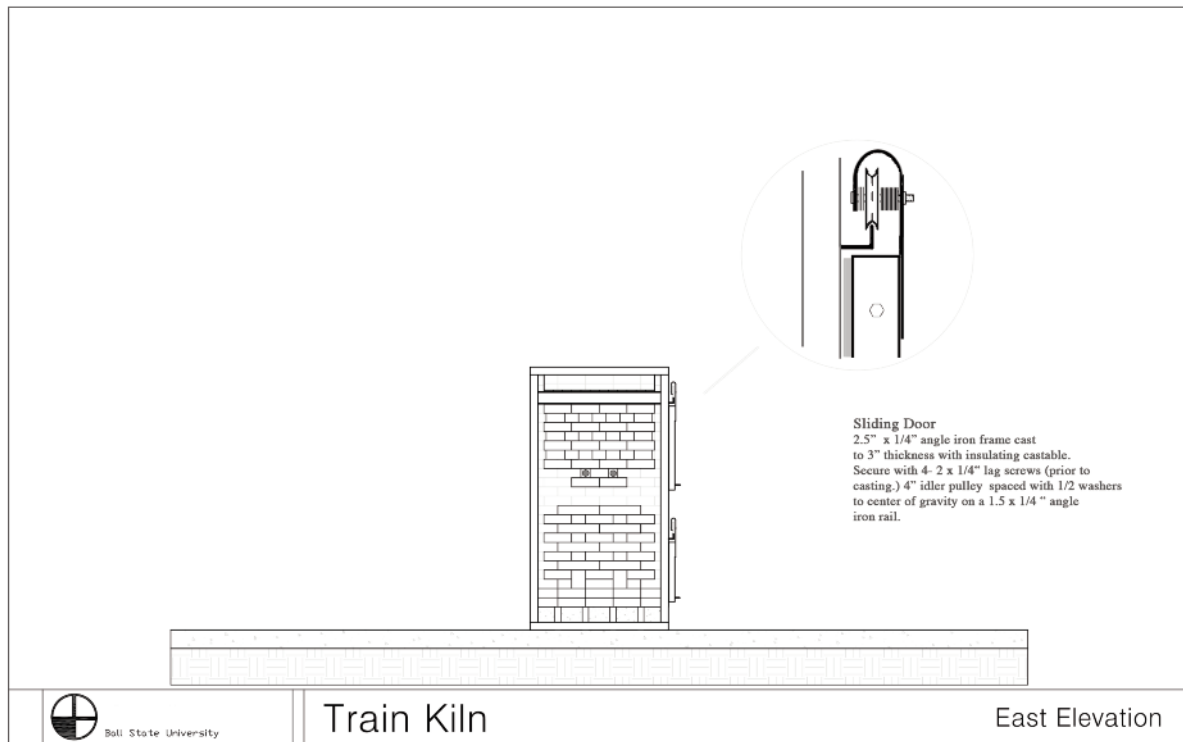 Sliding Door
2.5” x 1/4” angle iron frame cast
to 3” thickness with insulating castable.
Secure with 4- 2 x 1/4“ lag screws (prior to
casting.) 4” idler pulley spaced with 1/2 washers
to center of gravity on a 1.5 x 1/4 “ angle
iron rail.
Ball State University
Train Kiln
East Elevation